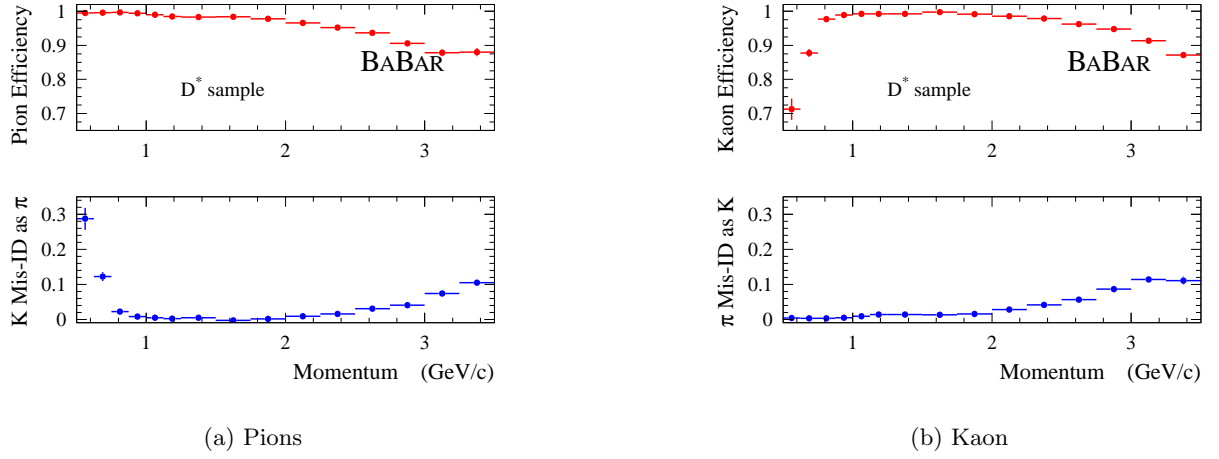 Pion Efficiency
1
0.9
0.8
0.7
BABAR
D* sample
1
2
3
K Mis-ID as π
0.3
0.2
0.1
0
1
2
3
Momentum (GeV/c)
(a) Pions
Kaon Efficiency
1
0.9
0.8
0.7
BABAR
D* sample
1
2
3
π Mis-ID as K
0.3
0.2
0.1
0
1
2
3
Momentum (GeV/c)
(b) Kaon